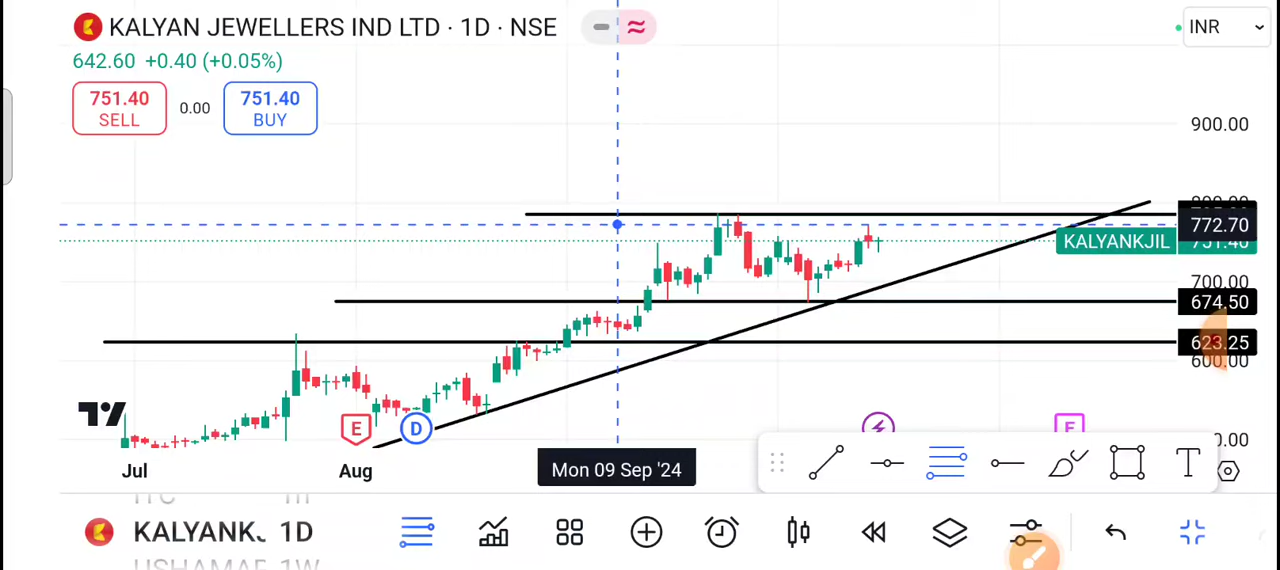 KALYAN JEWELLERS IND LTD · 1D · NSE
INR
642.60 +0.40 (+0.05%)
751.40
SELL
0.00
751.40
BUY
900.00
772.70
KALYANKJIL
700.00
674.50
623.25
600.00
E
D
Jul
Aug
Mon 09 Sep '24
T
KALYANKJ 1D
1W